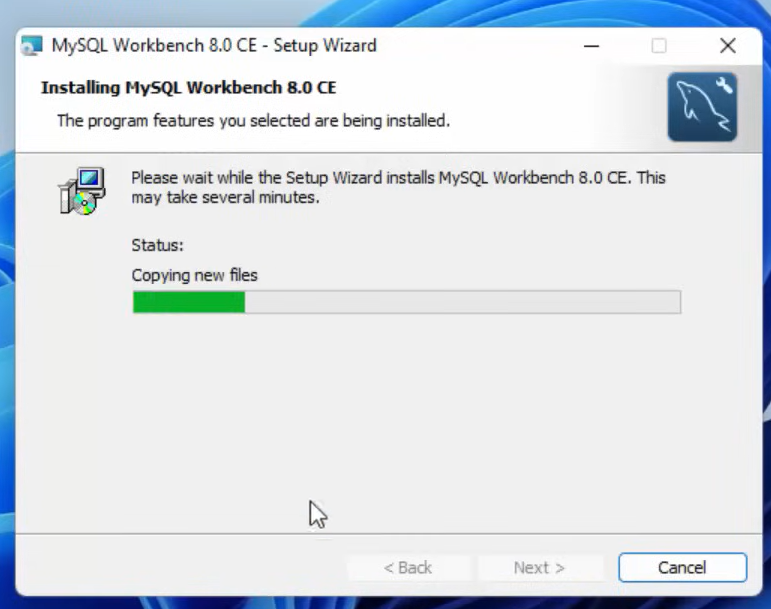 MySQL Workbench 8.0 CE - Setup Wizard
Installing MySQL Workbench 8.0 CE
The program features you selected are being installed.
Please wait while the Setup Wizard installs MySQL Workbench 8.0 CE. This
may take several minutes.
Status:
Copying new files
< Back
Next >
Cancel